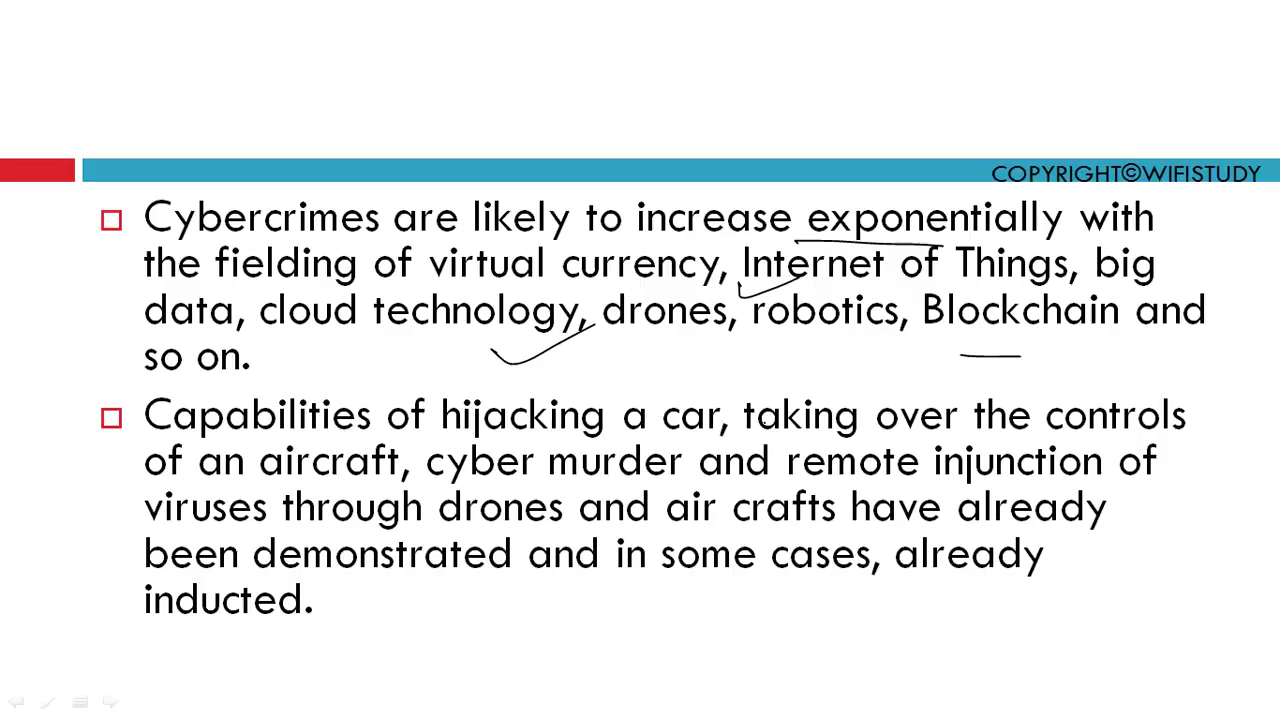 COPYRIGHT©WIFISTUDY
Cybercrimes are likely to increase exponentially with
the fielding of virtual currency, Internet of Things, big
data, cloud technology, drones, robotics, Blockchain and
so on.
Capabilities of hijacking a car, taking over the controls
of an aircraft, cyber murder and remote injunction of
viruses through drones and air crafts have already
been demonstrated and in some cases, already
inducted.